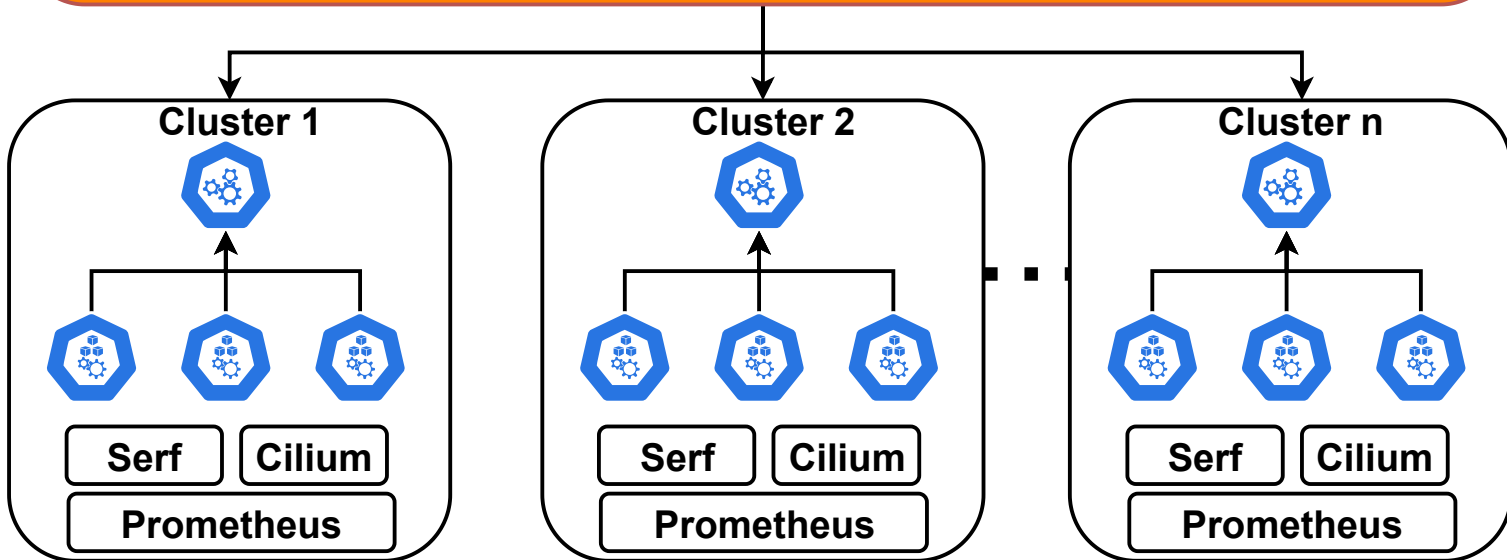 Cluster 1
Cluster 2
Cluster n
Serf
Cilium
Serf
Cilium
Serf
Cilium
Prometheus
Prometheus
Prometheus